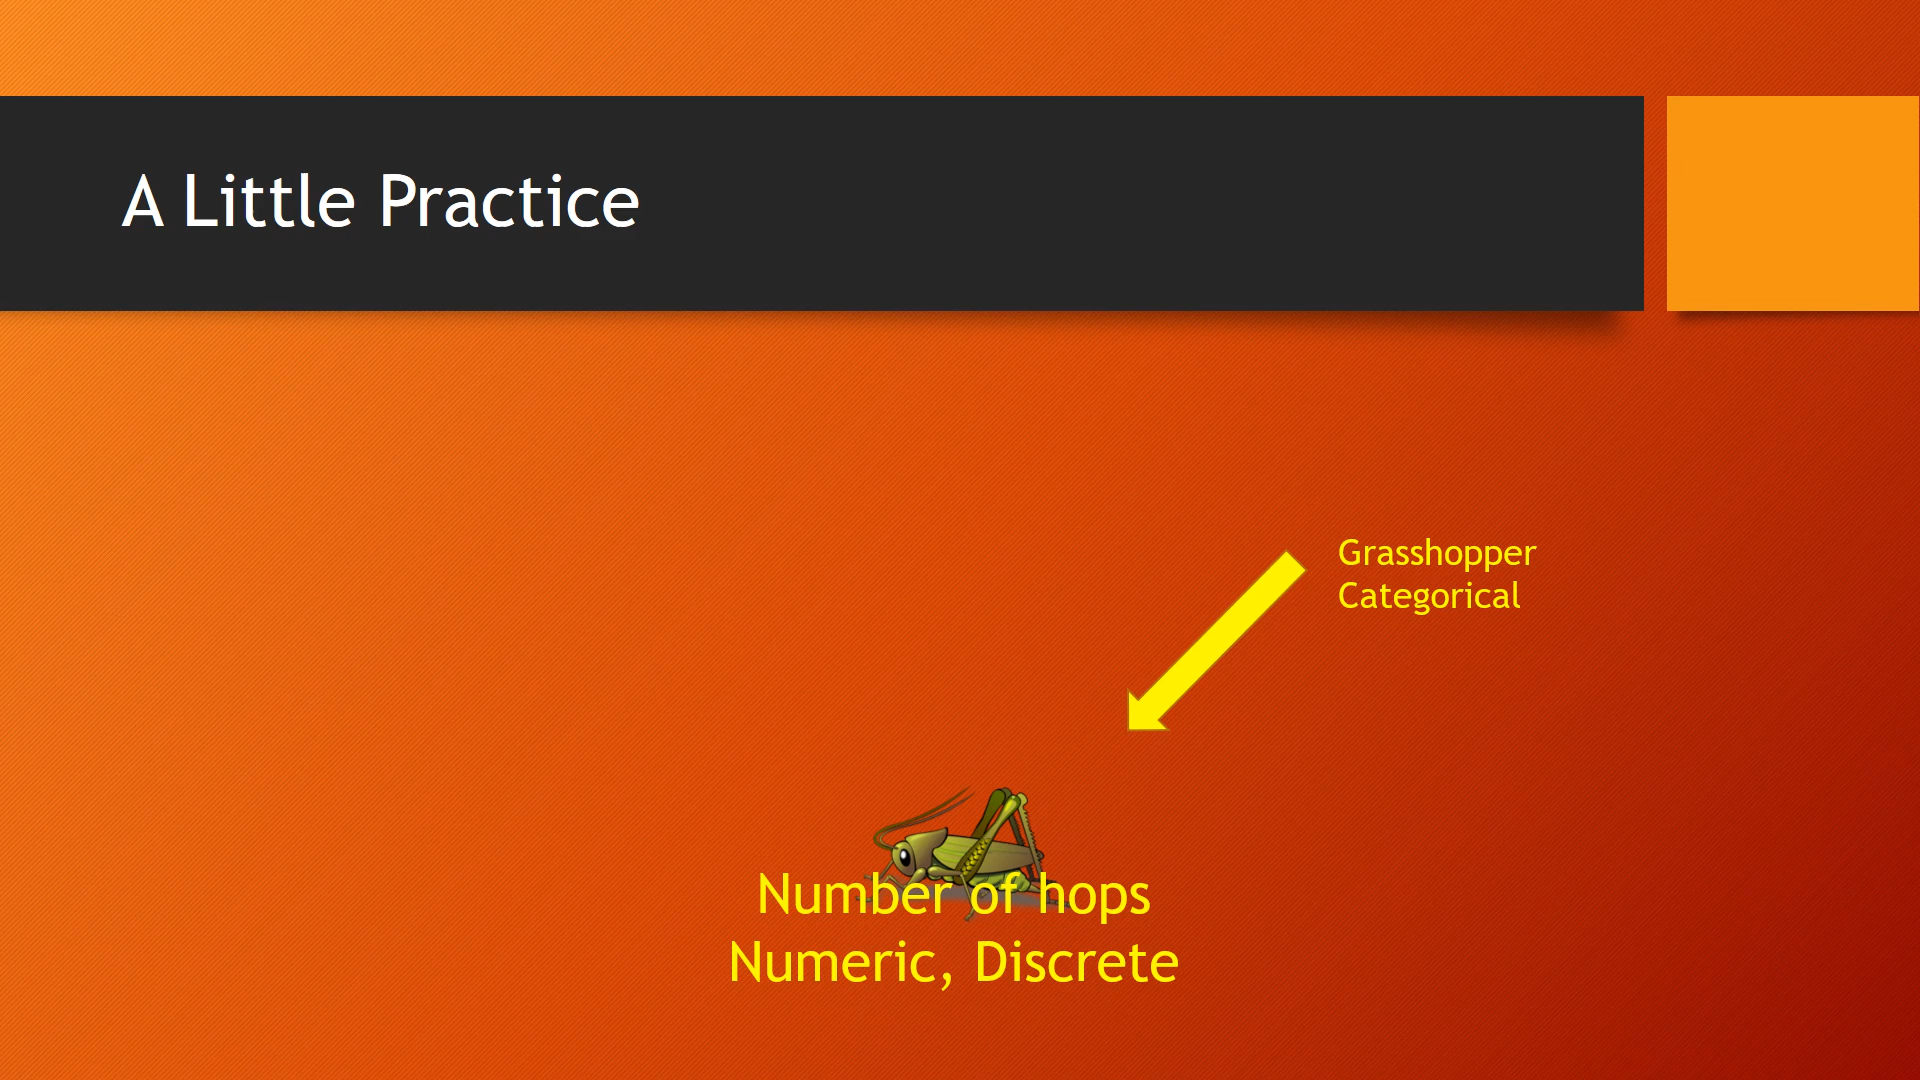 A Little Practice
Grasshopper
Categorical
Number of hops
Numeric, Discrete